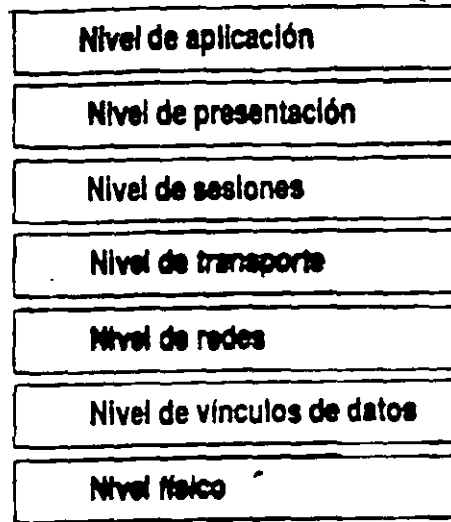 Nivel de aplicación
Nivel de presentación
Nivel de sesiones
Nivel de transporte
Nivel de redes
Nivel de vínculos de datos
Nivel físico